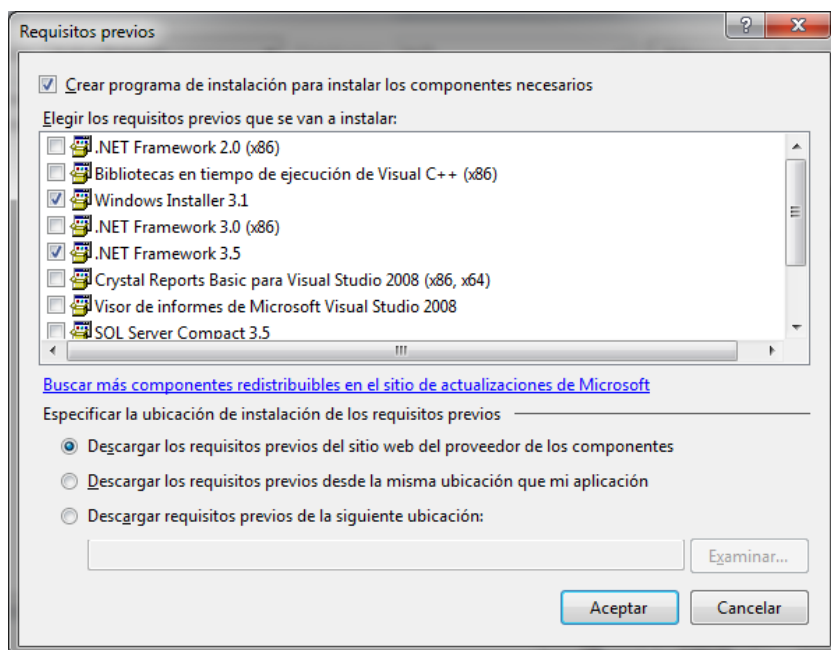 Requisitos previos
Crear programa de instalación para instalar los componentes necesarios
Elegir los requisitos previos que se van a instalar:
.NET Framework 2.0 (x86)
Bibliotecas en tiempo de ejecución de Visual C++ (x86)
Windows Installer 3.1
.NET Framework 3.0 (x86)
.NET Framework 3.5
Crystal Reports Basic para Visual Studio 2008 (x86, x64)
Visor de informes de Microsoft Visual Studio 2008
SQL Server Compact 3.5
Buscar más componentes redistribuibles en el sitio de actualizaciones de Microsoft
Especificar la ubicación de instalación de los requisitos previos
Descargar los requisitos previos del sitio web del proveedor de los componentes
Descargar los requisitos previos desde la misma ubicación que mi aplicación
Descargar requisitos previos de la siguiente ubicación:
Examinar...
Aceptar Cancelar